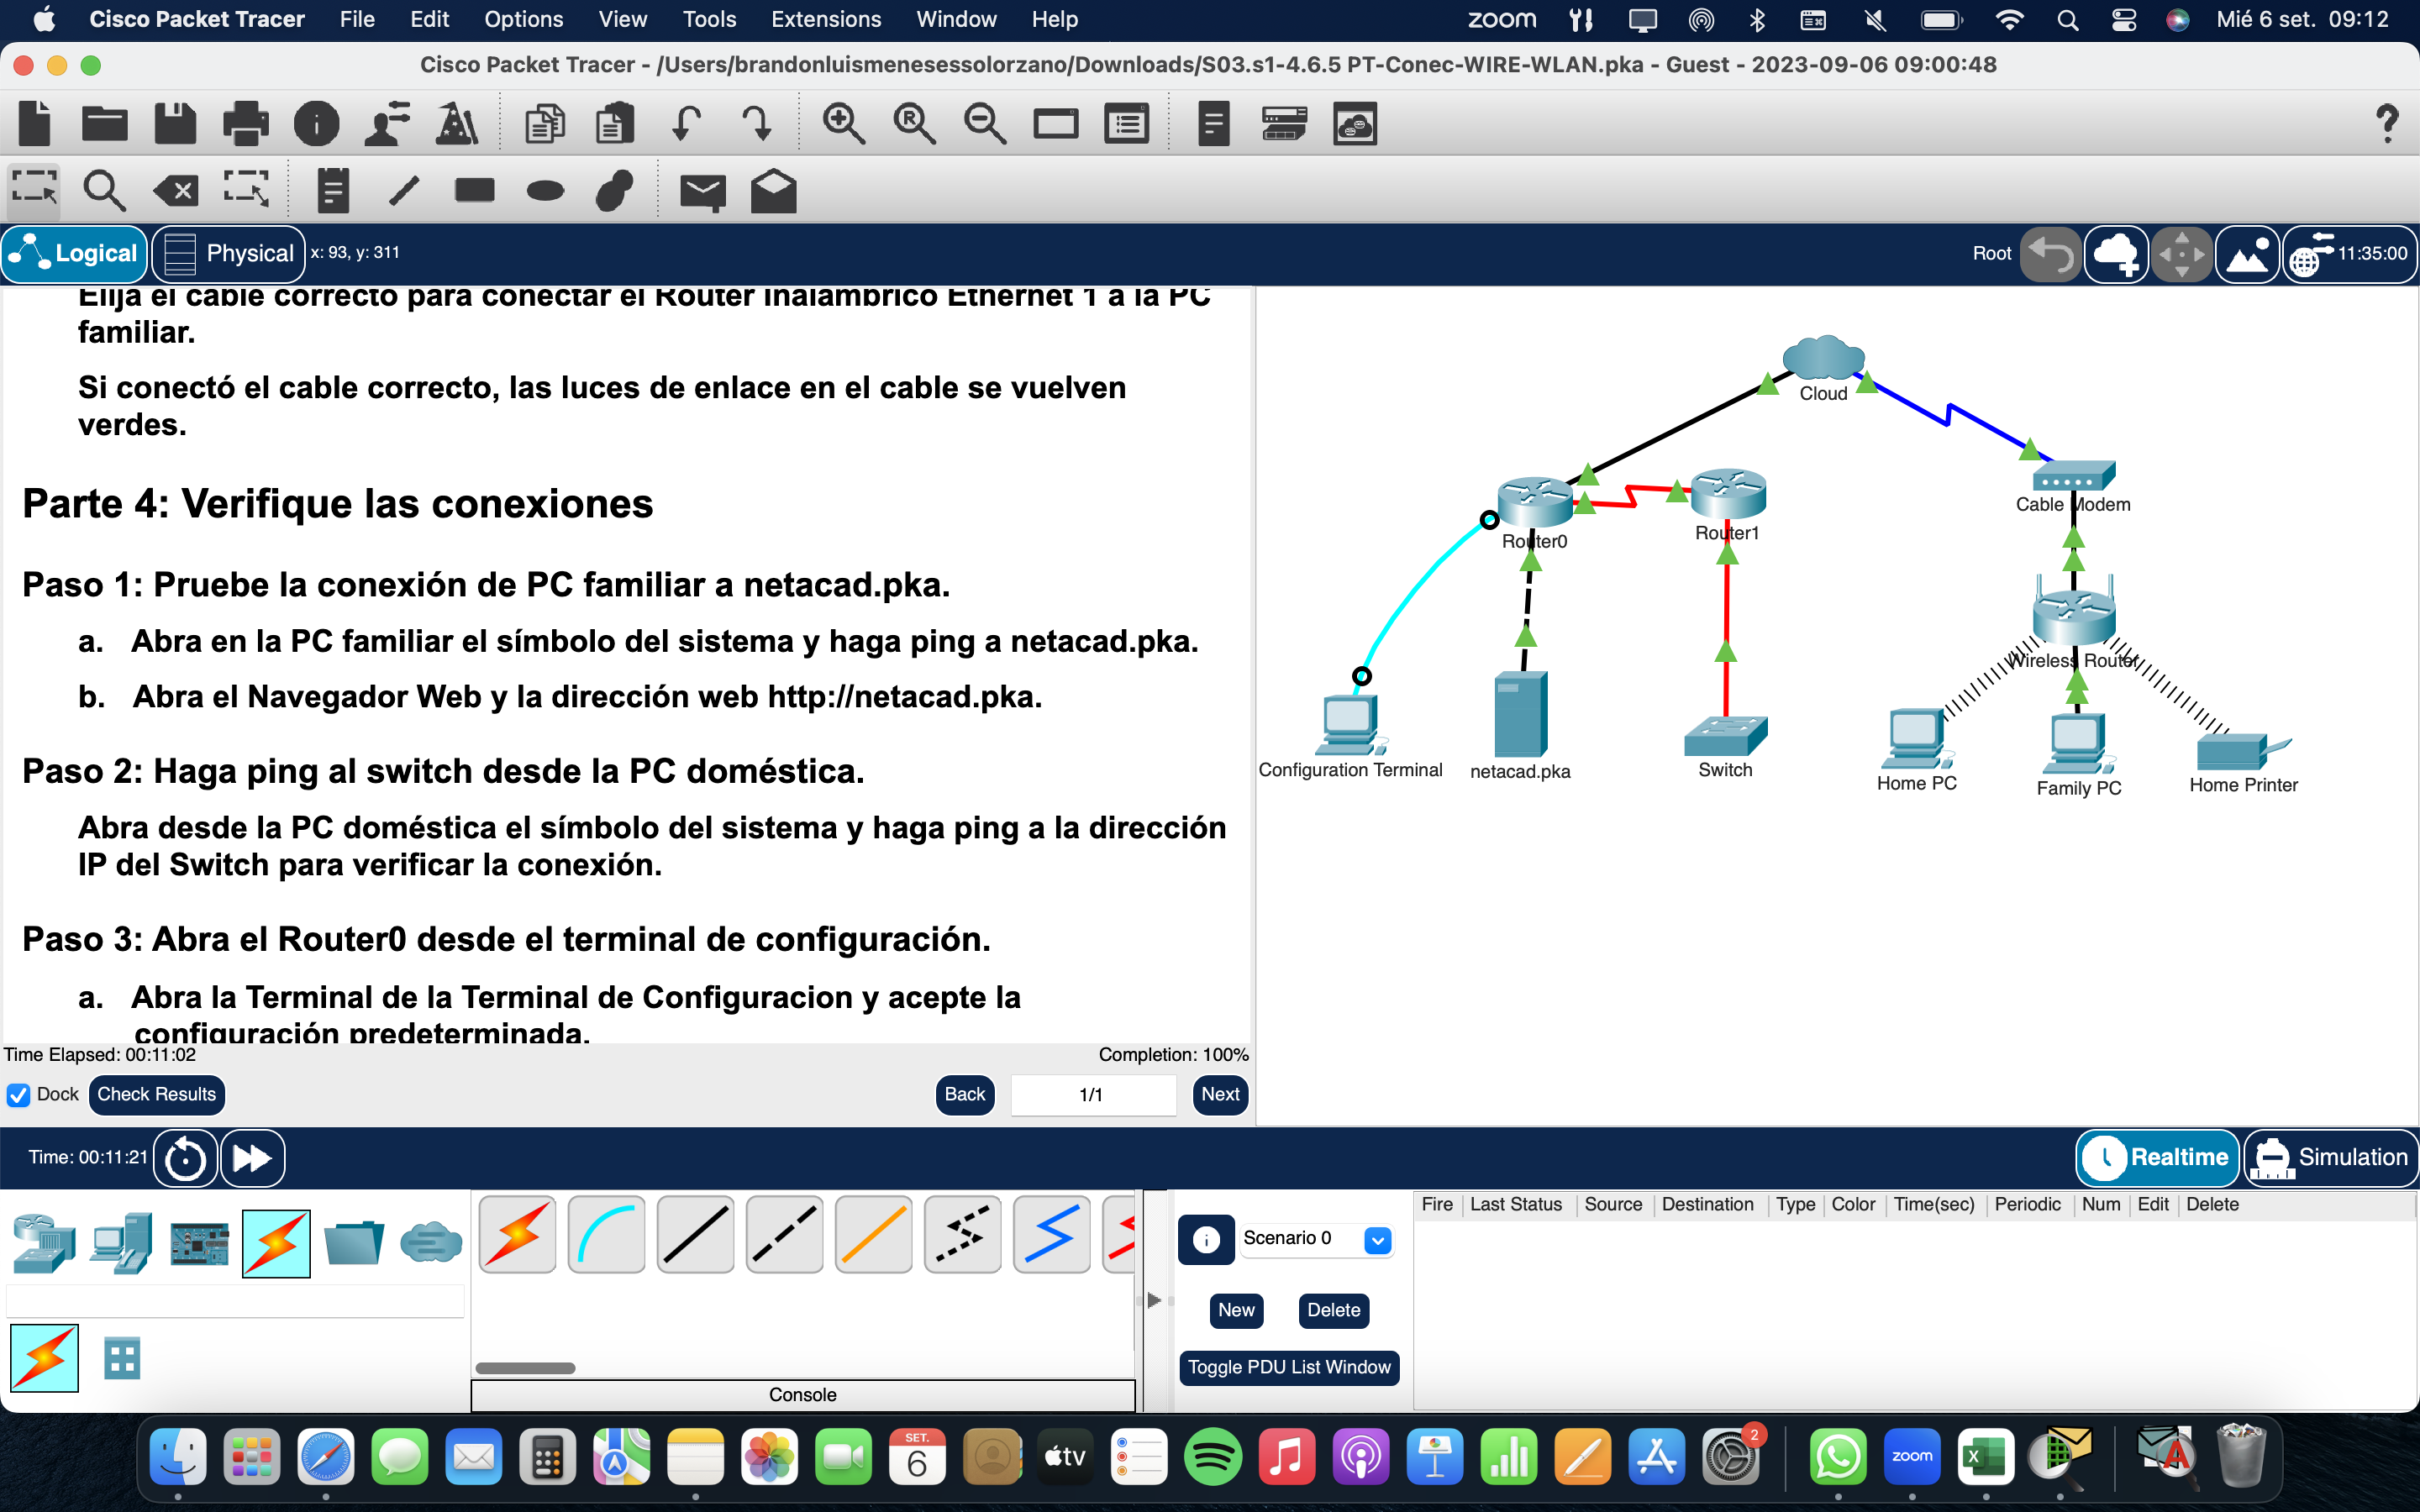 Cisco Packet Tracer File Edit Options View Tools Extensions Window Help zoom Mié 6 set. 09:12
Cisco Packet Tracer - /Users/brandonluismenesessolorzano/Downloads/S03.s1-4.6.5 PT-Conec-WIRE-WLAN.pka - Guest - 2023-09-06 09:00:48
Logical Physical x: 93, y: 311 Root 11:35:00
Elija el cable correcto para conectar el Router inalámbrico Ethernet 1 a la PC
familiar.
Si conectó el cable correcto, las luces de enlace en el cable se vuelven
verdes.
Parte 4: Verifique las conexiones
Paso 1: Pruebe la conexión de PC familiar a netacad.pka.
a. Abra en la PC familiar el símbolo del sistema y haga ping a netacad.pka.
b. Abra el Navegador Web y la dirección web http://netacad.pka.
Paso 2: Haga ping al switch desde la PC doméstica.
Abra desde la PC doméstica el símbolo del sistema y haga ping a la dirección
IP del Switch para verificar la conexión.
Paso 3: Abra el Router0 desde el terminal de configuración.
a. Abra la Terminal de la Terminal de Configuracion y acepte la
configuración predeterminada.
Time Elapsed: 00:11:02 Completion: 100%
Dock Check Results Back 1/1 Next
Cloud
Cable Modem
Router0
Router1
Wireless Router
Configuration Terminal
netacad.pka
Switch
Home PC
Family PC
Home Printer
Time: 00:11:21 Realtime Simulation
Scenario 0
New Delete
Toggle PDU List Window
Fire Last Status Source Destination Type Color Time(sec) Periodic Num Edit Delete
Console
SET.
6
tv
2
zoom